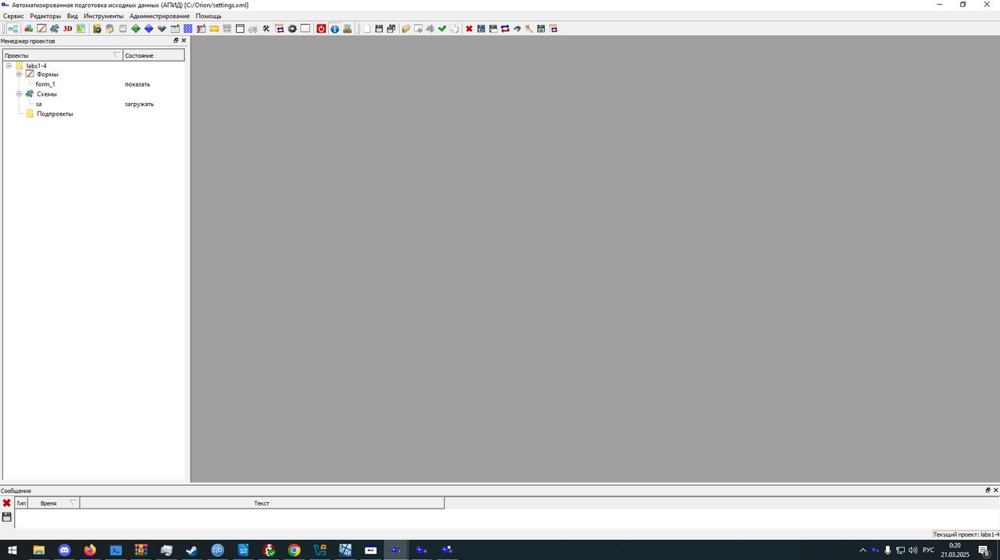 Автоматизированная подготовка исходных данных (АПИД) [C:/Orion/settings.xml]
Сервис Редакторы Вид Инструменты Администрирование Помощь
3D
Менеджер проектов
Проекты Состояние
labs1-4
Формы
form_1 показать
Схемы
sa загружать
Подпроекты
Сообщения
Тип Время Текст
Текущий проект: labs1-4
РУС
0:20
21.03.2025